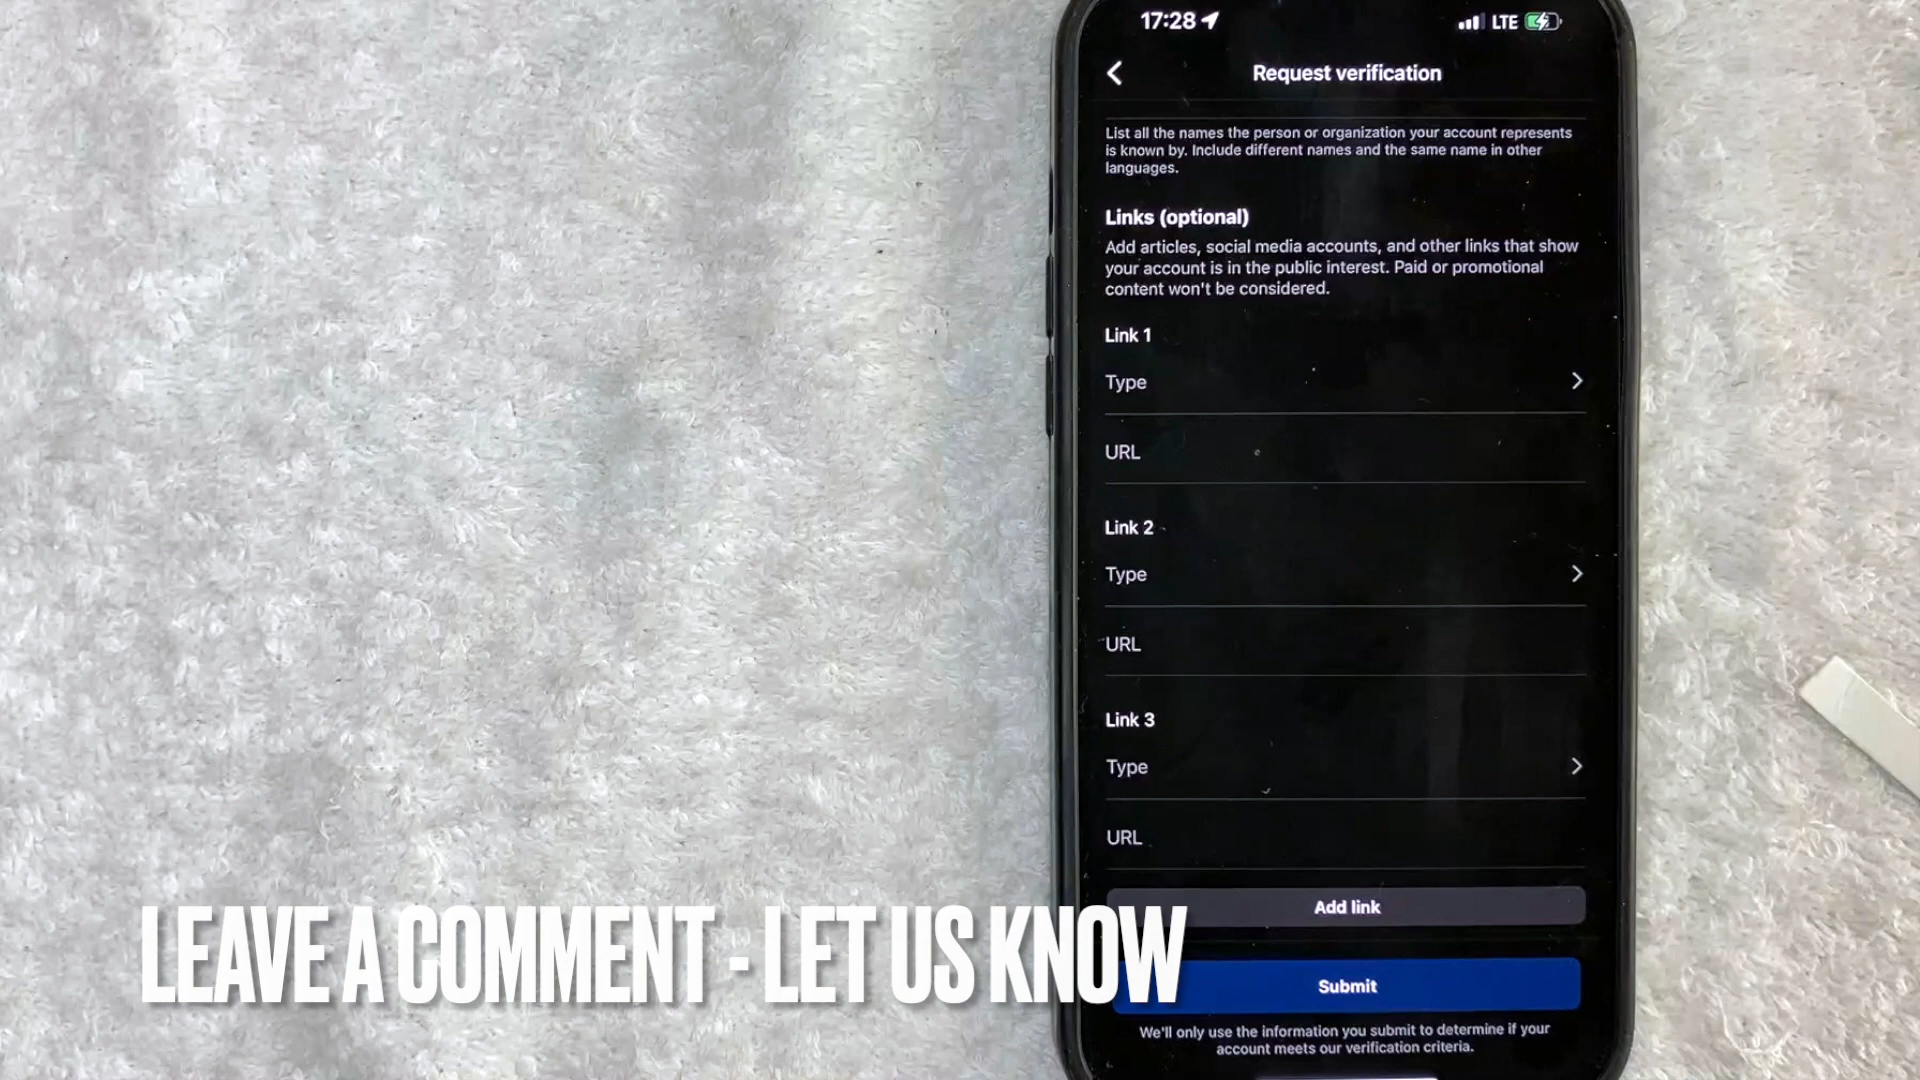 17:28
LTE
Request verification
List all the names the person or organization your account represents
is known by. Include different names and the same name in other
languages.
Links (optional)
Add articles, social media accounts, and other links that show
your account is in the public interest. Paid or promotional
content won't be considered.
Link 1
Type
URL
Link 2
Type
URL
Link 3
Type
URL
Add link
LEAVE A COMMENT - LET US KNOW
Submit
We'll only use the information you submit to determine if your
account meets our verification criteria.